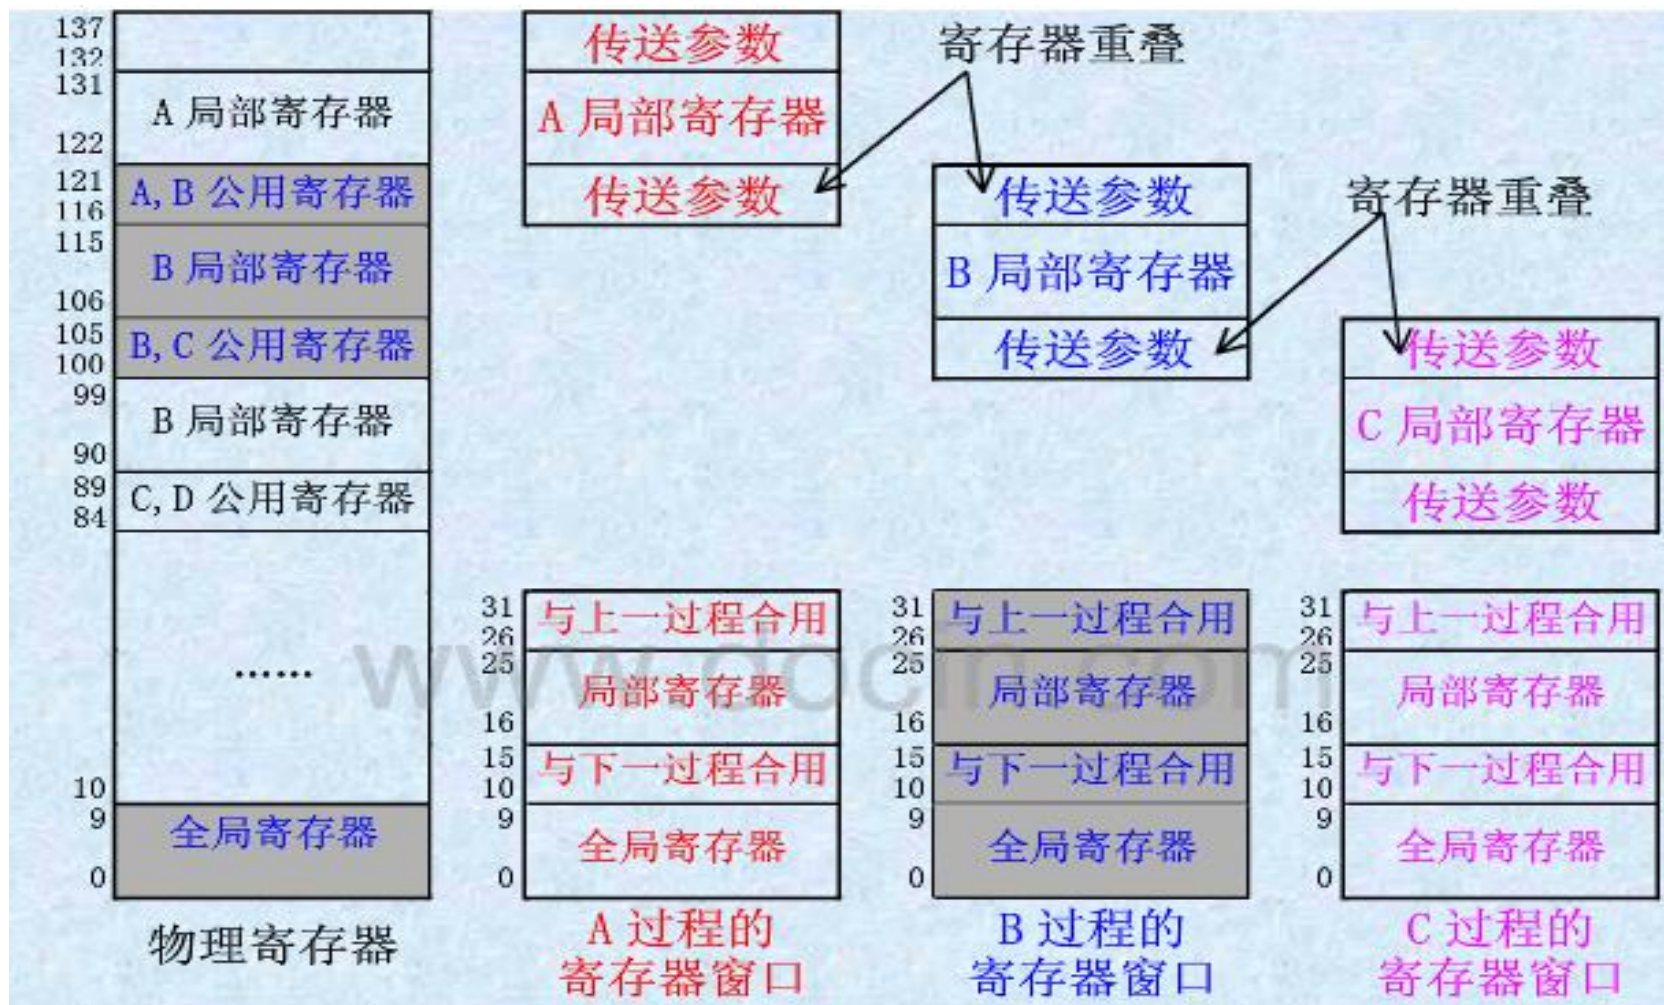 137
132
131
A 局部寄存器
122
121
A, B 公用寄存器
116
115
B 局部寄存器
106
105
B, C 公用寄存器
100
99
B 局部寄存器
90
89
C, D 公用寄存器
84
……
10
9
全局寄存器
0
物理寄存器
传送参数
A 局部寄存器
传送参数
寄存器重叠
传送参数
B 局部寄存器
传送参数
寄存器重叠
传送参数
C 局部寄存器
传送参数
31
与上一过程合用
26
25
局部寄存器
16
15
与下一过程合用
10
9
全局寄存器
0
A 过程的
寄存器窗口
31
与上一过程合用
26
25
局部寄存器
16
15
与下一过程合用
10
9
全局寄存器
0
B 过程的
寄存器窗口
31
与上一过程合用
26
25
局部寄存器
16
15
与下一过程合用
10
9
全局寄存器
0
C 过程的
寄存器窗口
www.docin.com